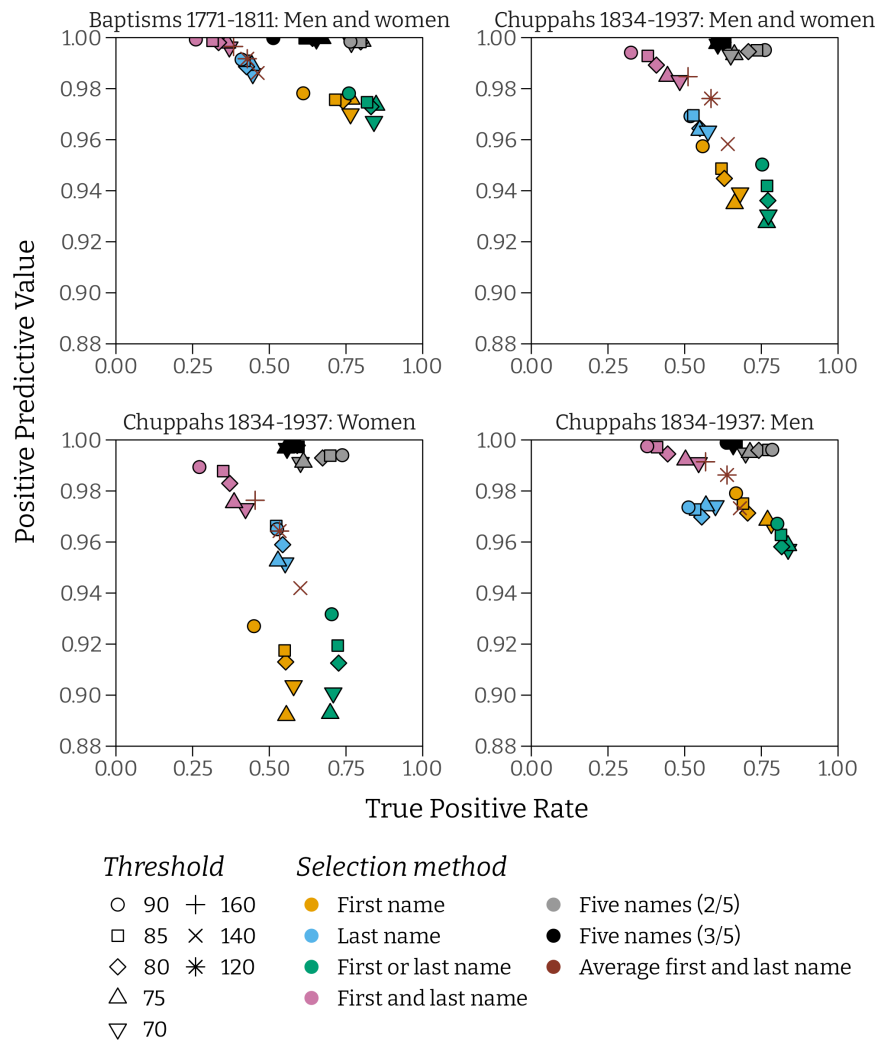 Baptisms 1771-1811: Men and women
Chuppahs 1834-1937: Men and women
1.00
0.98
0.96
0.94
0.92
0.90
0.88
0.00 0.25 0.50 0.75 1.00
1.00
0.98
0.96
0.94
0.92
0.90
0.88
0.00 0.25 0.50 0.75 1.00
Chuppahs 1834-1937: Women
Chuppahs 1834-1937: Men
1.00
0.98
0.96
0.94
0.92
0.90
0.88
0.00 0.25 0.50 0.75 1.00
1.00
0.98
0.96
0.94
0.92
0.90
0.88
0.00 0.25 0.50 0.75 1.00
Positive Predictive Value
True Positive Rate
Threshold
90
85
80
75
70
160
140
120
Selection method
First name
Last name
First or last name
First and last name
Five names (2/5)
Five names (3/5)
Average first and last name